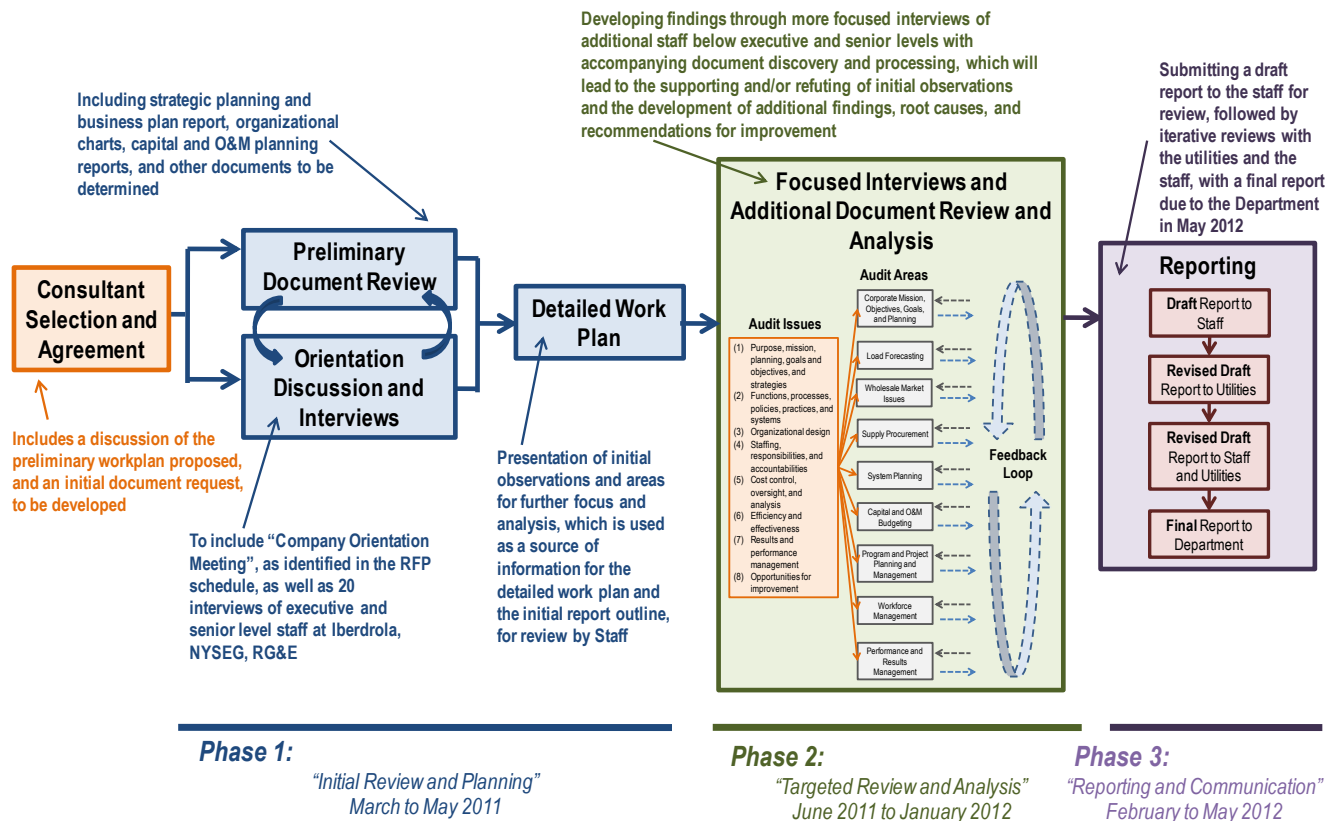 Developing findings through more focused interviews of
additional staff below executive and senior levels with
accompanying document discovery and processing, which will
lead to the supporting and/or refuting of initial observations
and the development of additional findings, root causes, and
recommendations for improvement
Including strategic planning and
business plan report, organizational
charts, capital and O&M planning
reports, and other documents to be
determined
Submitting a draft
report to the staff for
review, followed by
iterative reviews with
the utilities and the
staff, with a final report
due to the Department
in May 2012
Consultant
Selection and
Agreement
Includes a discussion of the
preliminary workplan proposed,
and an initial document request,
to be developed
Preliminary
Document Review
Orientation
Discussion and
Interviews
To include “Company Orientation
Meeting”, as identified in the RFP
schedule, as well as 20
interviews of executive and
senior level staff at Iberdrola,
NYSEG, RG&E
Detailed Work
Plan
Presentation of initial
observations and areas
for further focus and
analysis, which is used
as a source of
information for the
detailed work plan and
the initial report outline,
for review by Staff
Focused Interviews and
Additional Document Review and
Analysis
Audit Issues
(1) Purpose, mission,
planning, goals and
objectives, and
strategies
(2) Functions, processes,
policies, practices, and
systems
(3) Organizational design
(4) Staffing,
responsibilities, and
accountabilities
(5) Cost control,
oversight, and
analysis
(6) Efficiency and
effectiveness
(7) Results and
performance
management
(8) Opportunities for
improvement
Audit Areas
Corporate Mission,
Objectives, Goals,
and Planning
Load Forecasting
Wholesale Market
Issues
Supply Procurement
System Planning
Capital and O&M
Budgeting
Program and Project
Planning and
Management
Workforce
Management
Performance and
Results
Management
Feedback
Loop
Reporting
Draft Report to
Staff
Revised Draft
Report to Utilities
Revised Draft
Report to Staff
and Utilities
Final Report to
Department
Phase 1:
“Initial Review and Planning”
March to May 2011
Phase 2:
“Targeted Review and Analysis”
June 2011 to January 2012
Phase 3:
“Reporting and Communication”
February to May 2012